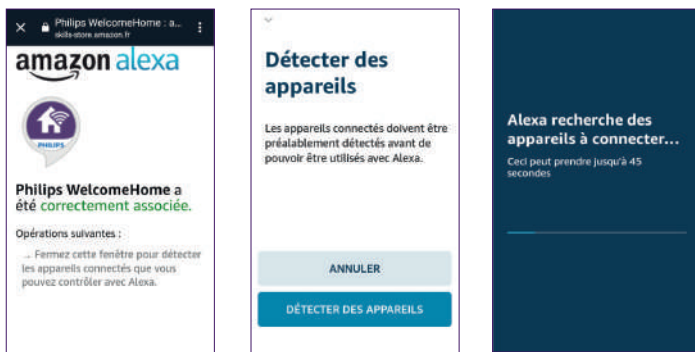 Philips WelcomeHome : a...
skills-store.amazon.fr
amazon alexa
PHILIPS
Philips WelcomeHome a
été correctement associée.
Opérations suivantes :
... Fermez cette fenêtre pour détecter
les appareils connectés que vous
pouvez contrôler avec Alexa.
Détecter des
appareils
Les appareils connectés doivent être
préalablement détectés avant de
pouvoir être utilisés avec Alexa.
ANNULER
DÉTECTER DES APPAREILS
Alexa recherche des
appareils à connecter...
Ceci peut prendre jusqu'à 45
secondes